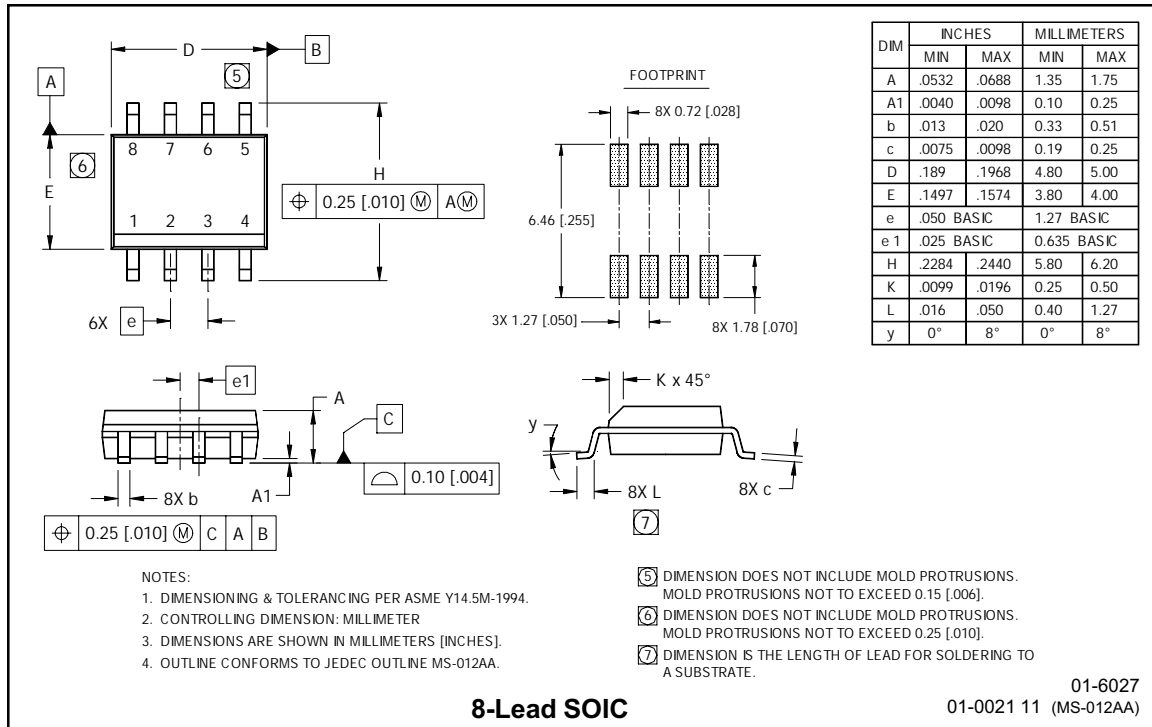 D
B
5
A
8 7 6 5
6
E
H
⌖ 0.25 [.010] Ⓜ AⓂ
1 2 3 4
6X e
FOOTPRINT
8X 0.72 [.028]
6.46 [.255]
3X 1.27 [.050]
8X 1.78 [.070]
DIM INCHES MILLIMETERS
MIN MAX MIN MAX
A .0532 .0688 1.35 1.75
A1 .0040 .0098 0.10 0.25
b .013 .020 0.33 0.51
c .0075 .0098 0.19 0.25
D .189 .1968 4.80 5.00
E .1497 .1574 3.80 4.00
e .050 BASIC 1.27 BASIC
e 1 .025 BASIC 0.635 BASIC
H .2284 .2440 5.80 6.20
K .0099 .0196 0.25 0.50
L .016 .050 0.40 1.27
y 0° 8° 0° 8°
e1
A
C
0.10 [.004]
8X b
A1
⌖ 0.25 [.010] Ⓜ C A B
K x 45°
y
8X L
7
8X c
NOTES:
1. DIMENSIONING & TOLERANCING PER ASME Y14.5M-1994.
2. CONTROLLING DIMENSION: MILLIMETER
3. DIMENSIONS ARE SHOWN IN MILLIMETERS [INCHES].
4. OUTLINE CONFORMS TO JEDEC OUTLINE MS-012AA.
5 DIMENSION DOES NOT INCLUDE MOLD PROTRUSIONS.
MOLD PROTRUSIONS NOT TO EXCEED 0.15 [.006].
6 DIMENSION DOES NOT INCLUDE MOLD PROTRUSIONS.
MOLD PROTRUSIONS NOT TO EXCEED 0.25 [.010].
7 DIMENSION IS THE LENGTH OF LEAD FOR SOLDERING TO
A SUBSTRATE.
8-Lead SOIC
01-6027
01-0021 11 (MS-012AA)